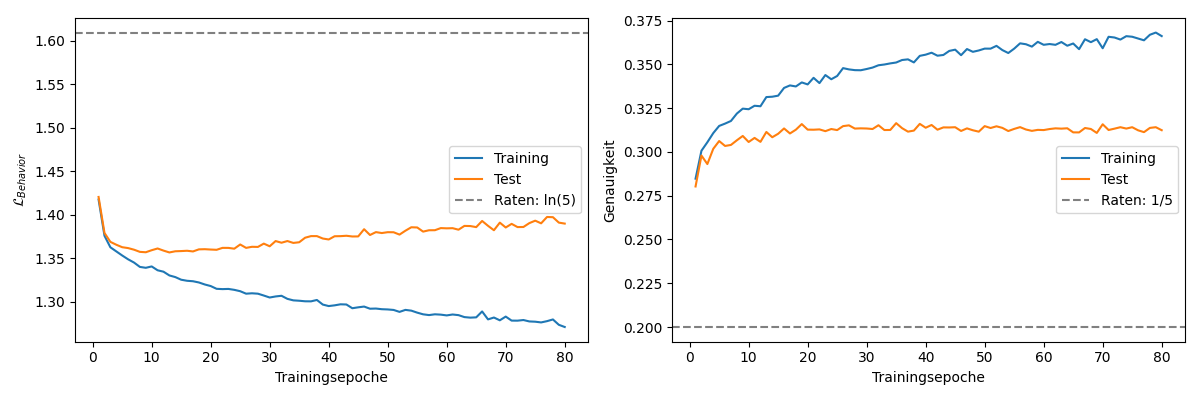 1.60
1.55
1.50
1.45
1.40
1.35
1.30
ℒBehavior
0 10 20 30 40 50 60 70 80
Trainingsepoche
Training
Test
Raten: ln(5)
0.375
0.350
0.325
0.300
0.275
0.250
0.225
0.200
Genauigkeit
0 10 20 30 40 50 60 70 80
Trainingsepoche
Training
Test
Raten: 1/5